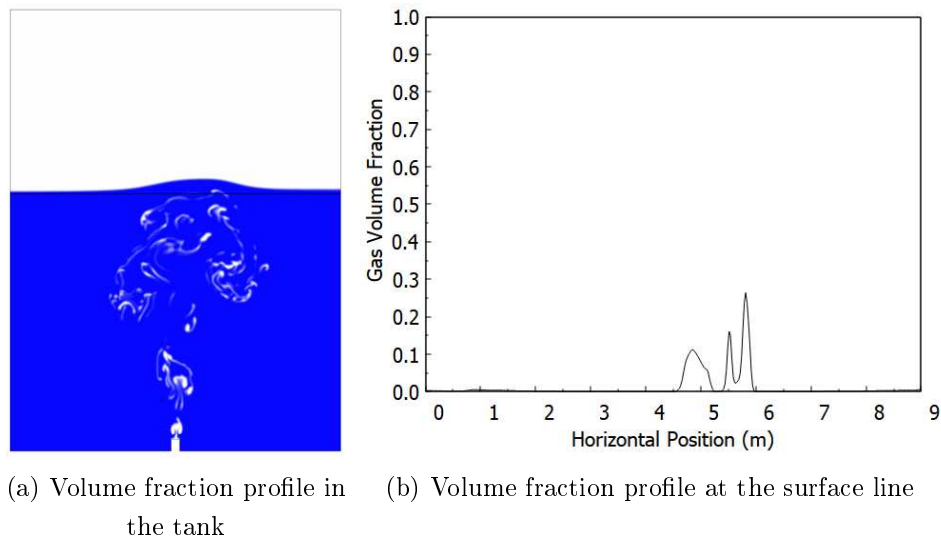 1.0
0.9
0.8
0.7
0.6
0.5
0.4
0.3
0.2
0.1
0.0
Gas Volume Fraction
0 1 2 3 4 5 6 7 8 9
Horizontal Position (m)
(a) Volume fraction profile in
the tank
(b) Volume fraction profile at the surface line